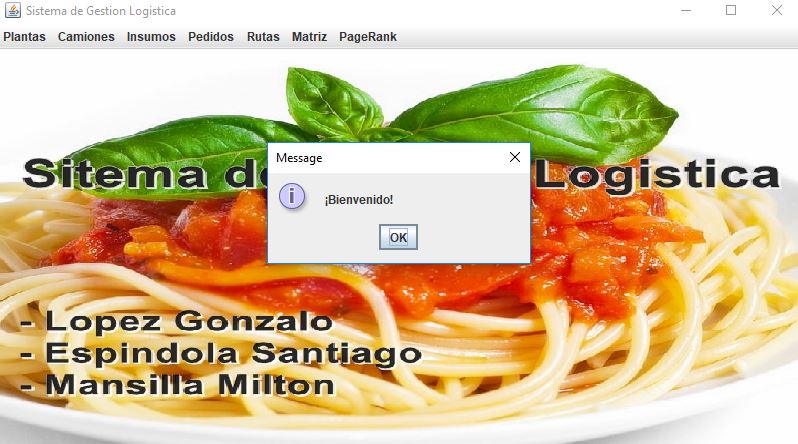 Sistema de Gestion Logistica
Plantas Camiones Insumos Pedidos Rutas Matriz PageRank
Message
Sitema de Logistica
¡Bienvenido!
OK
- Lopez Gonzalo
- Espindola Santiago
- Mansilla Milton